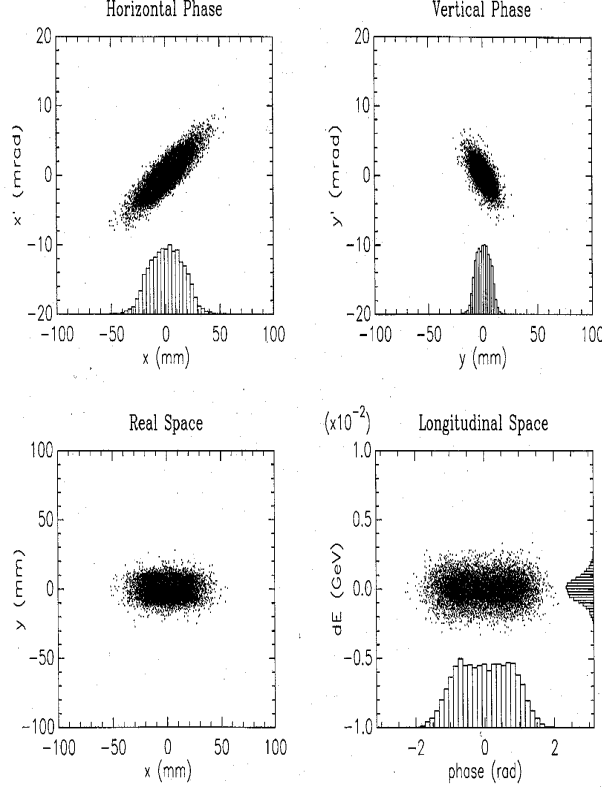 Horizontal Phase
20
10
0
−10
−20
x' (mrad)
−100 −50 0 50 100
x (mm)
Vertical Phase
20
10
0
−10
−20
y' (mrad)
−100 −50 0 50 100
y (mm)
Real Space
100
50
0
−50
−100
y (mm)
−100 −50 0 50 100
x (mm)
(x10⁻²) Longitudinal Space
1.0
0.5
0.0
−0.5
−1.0
dE (GeV)
−2 0 2
phase (rad)